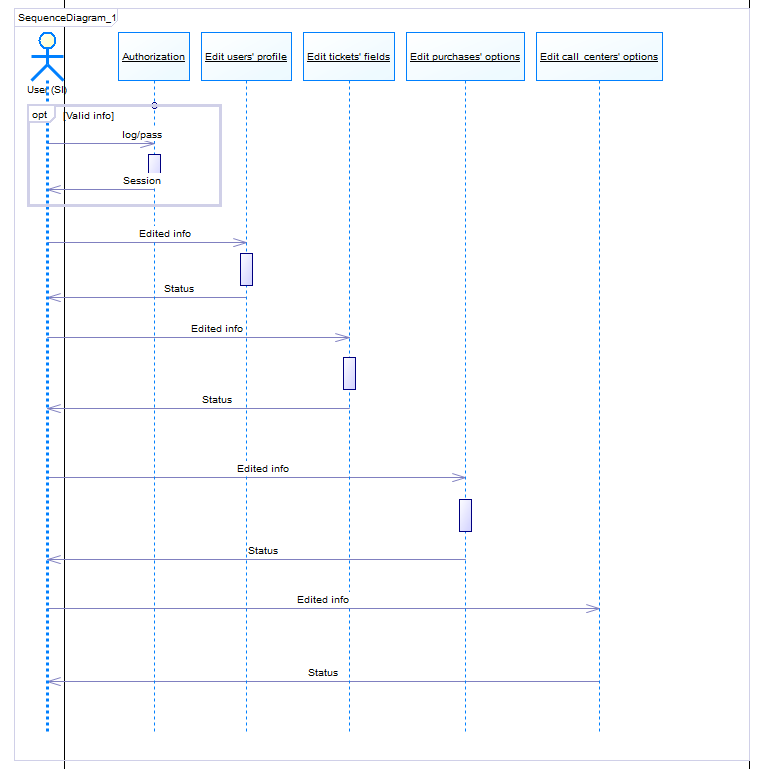 SequenceDiagram_1
Authorization
Edit users' profile
Edit tickets' fields
Edit purchases' options
Edit call_centers' options
User (SI)
opt
[Valid info]
log/pass
Session
Edited info
Status
Edited info
Status
Edited info
Status
Edited info
Status